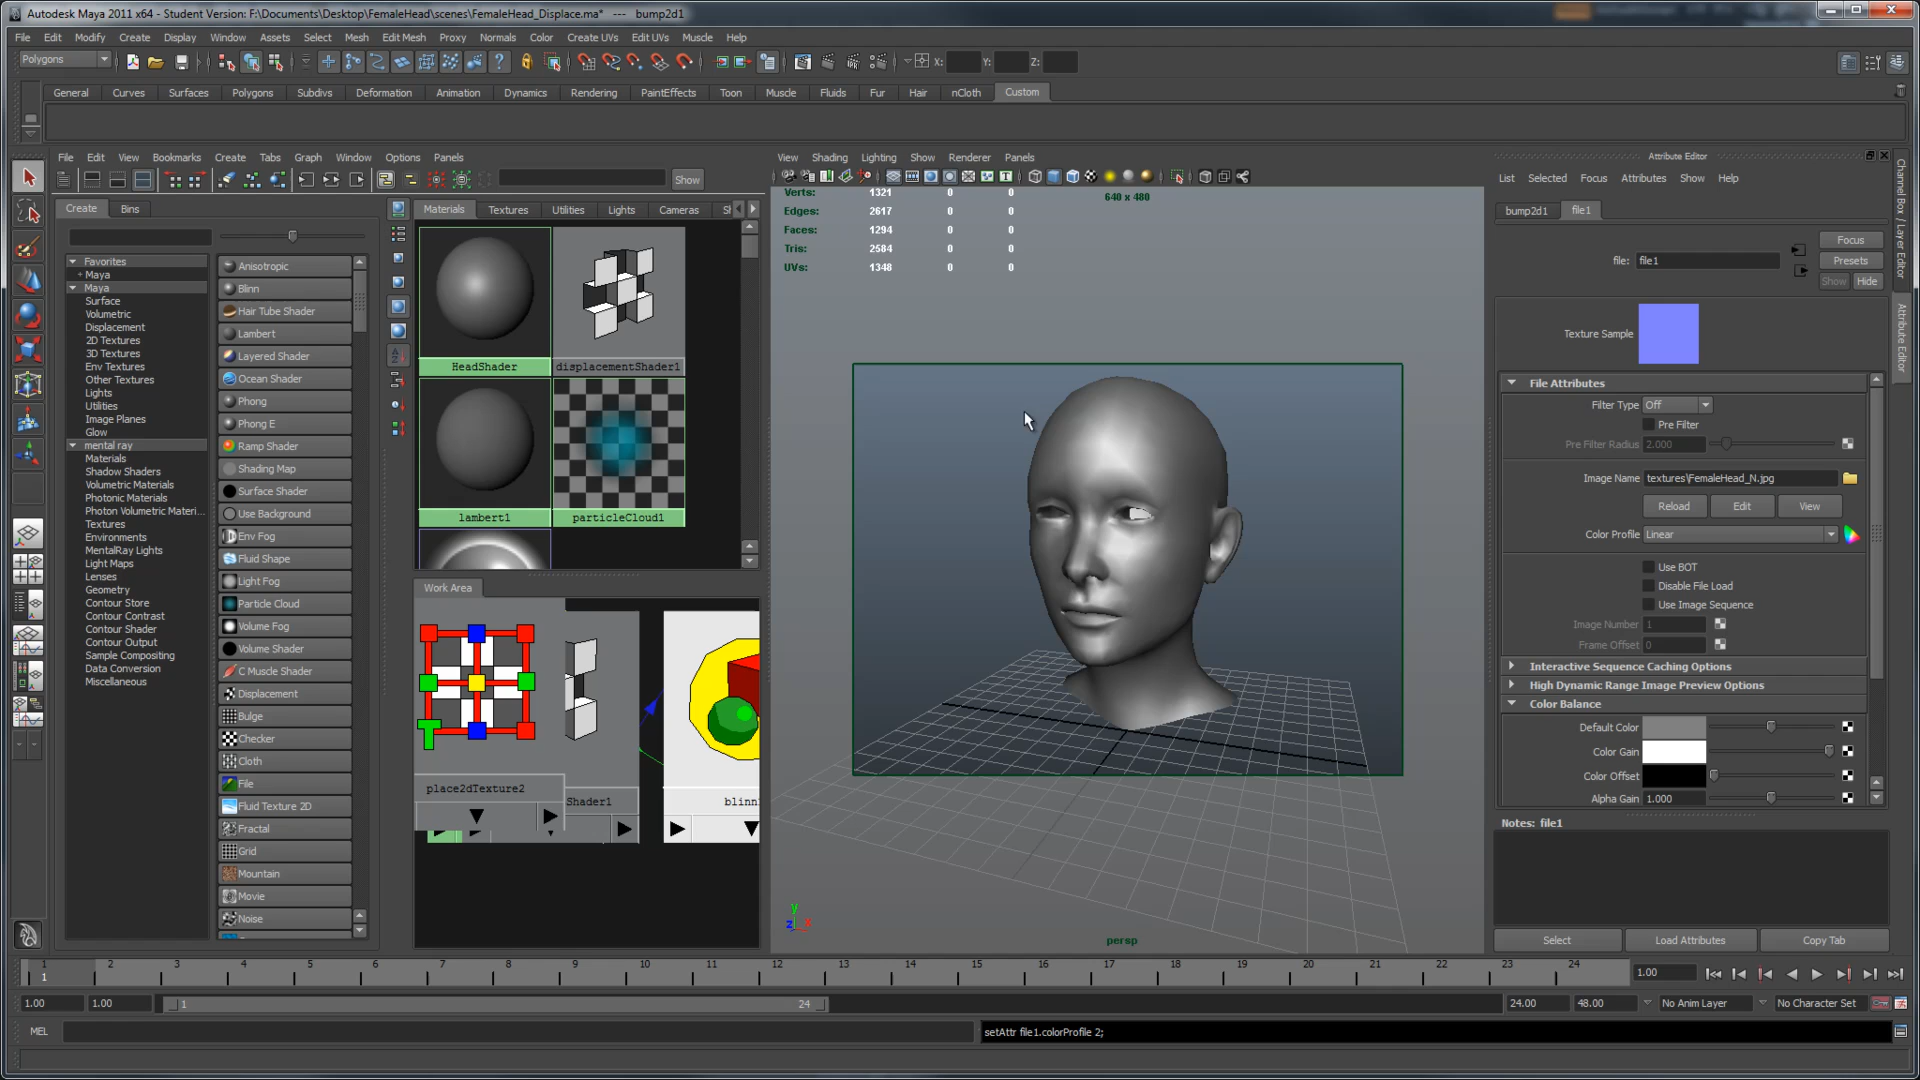 Autodesk Maya 2011 x64 - Student Version: F:\Documents\Desktop\FemaleHead\scenes\FemaleHead_Displace.ma* --- bump2d1
File Edit Modify Create Display Window Assets Select Mesh Edit Mesh Proxy Normals Color Create UVs Edit UVs Muscle Help
Polygons X: Y: Z:
General Curves Surfaces Polygons Subdivs Deformation Animation Dynamics Rendering PaintEffects Toon Muscle Fluids Fur Hair nCloth Custom
File Edit View Bookmarks Create Tabs Graph Window Options Panels
Show
Create Bins
Favorites
+ Maya
Maya
Surface
Volumetric
Displacement
2D Textures
3D Textures
Env Textures
Other Textures
Lights
Utilities
Image Planes
Glow
mental ray
Materials
Shadow Shaders
Volumetric Materials
Photonic Materials
Photon Volumetric Materi...
Textures
Environments
MentalRay Lights
Light Maps
Lenses
Geometry
Contour Store
Contour Contrast
Contour Shader
Contour Output
Sample Compositing
Data Conversion
Miscellaneous
Anisotropic
Blinn
Hair Tube Shader
Lambert
Layered Shader
Ocean Shader
Phong
Phong E
Ramp Shader
Shading Map
Surface Shader
Use Background
Env Fog
Fluid Shape
Light Fog
Particle Cloud
Volume Fog
Volume Shader
C Muscle Shader
Displacement
Bulge
Checker
Cloth
File
Fluid Texture 2D
Fractal
Grid
Mountain
Movie
Noise
Materials Textures Utilities Lights Cameras
HeadShader displacementShader1
lambert1 particleCloud1
Work Area
place2dTexture2
Shader1
blinn
View Shading Lighting Show Renderer Panels
Verts: 1321 0 0
Edges: 2617 0 0
Faces: 1294 0 0
Tris: 2584 0 0
UVs: 1348 0 0
640 x 480
y
z x
persp
Attribute Editor
List Selected Focus Attributes Show Help
bump2d1 file1
Focus
file: file1
Presets
Show Hide
Texture Sample
File Attributes
Filter Type Off
Pre Filter
Pre Filter Radius 2.000
Image Name textures\FemaleHead_N.jpg
Reload Edit View
Color Profile Linear
Use BOT
Disable File Load
Use Image Sequence
Image Number 1
Frame Offset 0
Interactive Sequence Caching Options
High Dynamic Range Image Preview Options
Color Balance
Default Color
Color Gain
Color Offset
Alpha Gain 1.000
Notes: file1
Select Load Attributes Copy Tab
Channel Box / Layer Editor
Attribute Editor
1 2 3 4 5 6 7 8 9 10 11 12 13 14 15 16 17 18 19 20 21 22 23 24
1
1.00
1.00 1.00 1 24 24.00 48.00 No Anim Layer No Character Set
MEL setAttr file1.colorProfile 2;